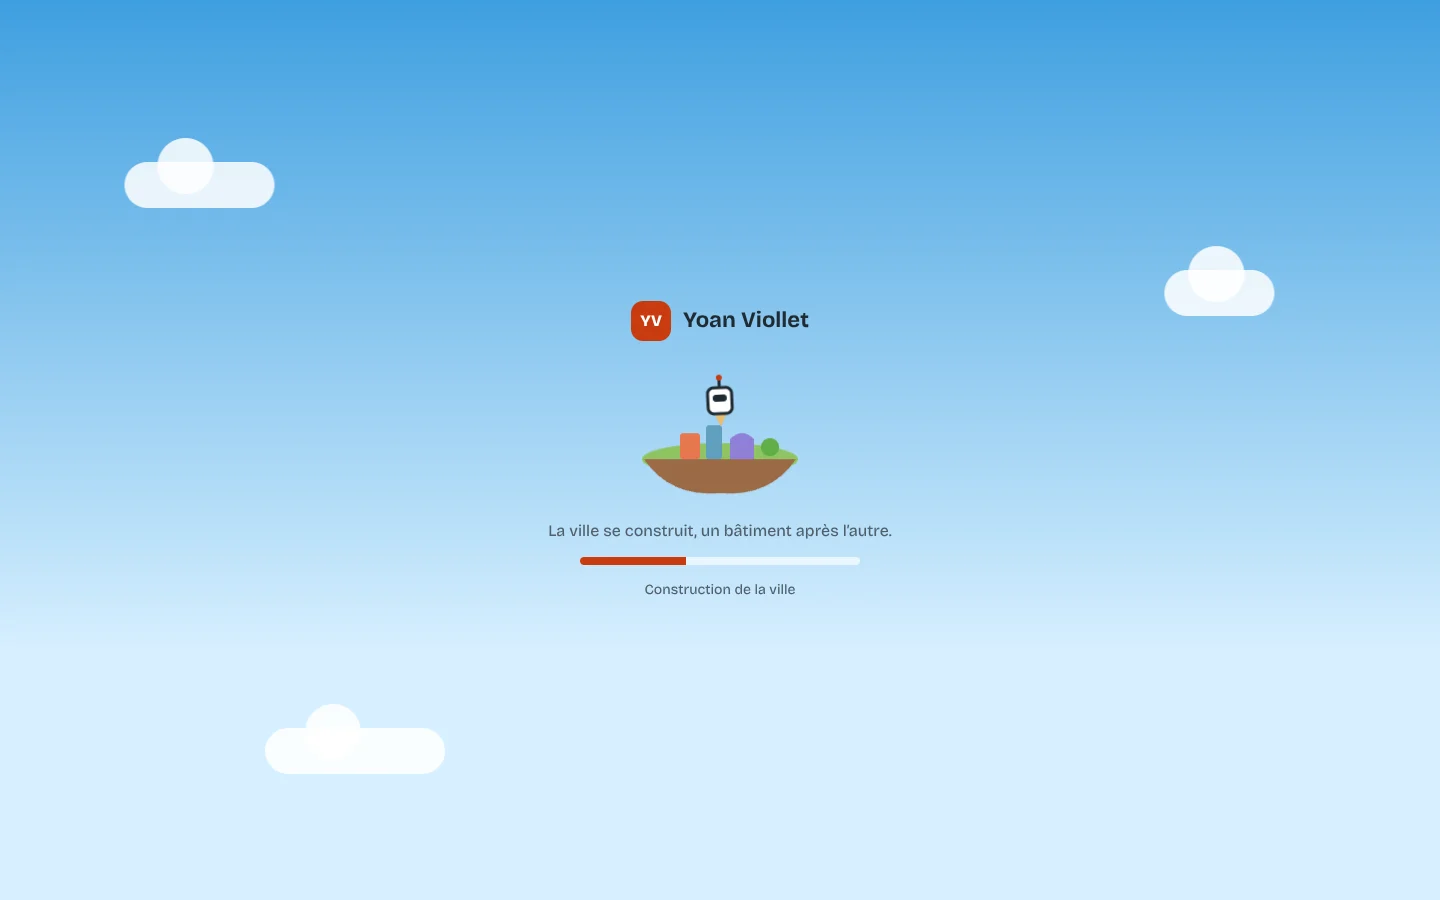 YV
Yoan Viollet
La ville se construit, un bâtiment après l’autre.
Construction de la ville